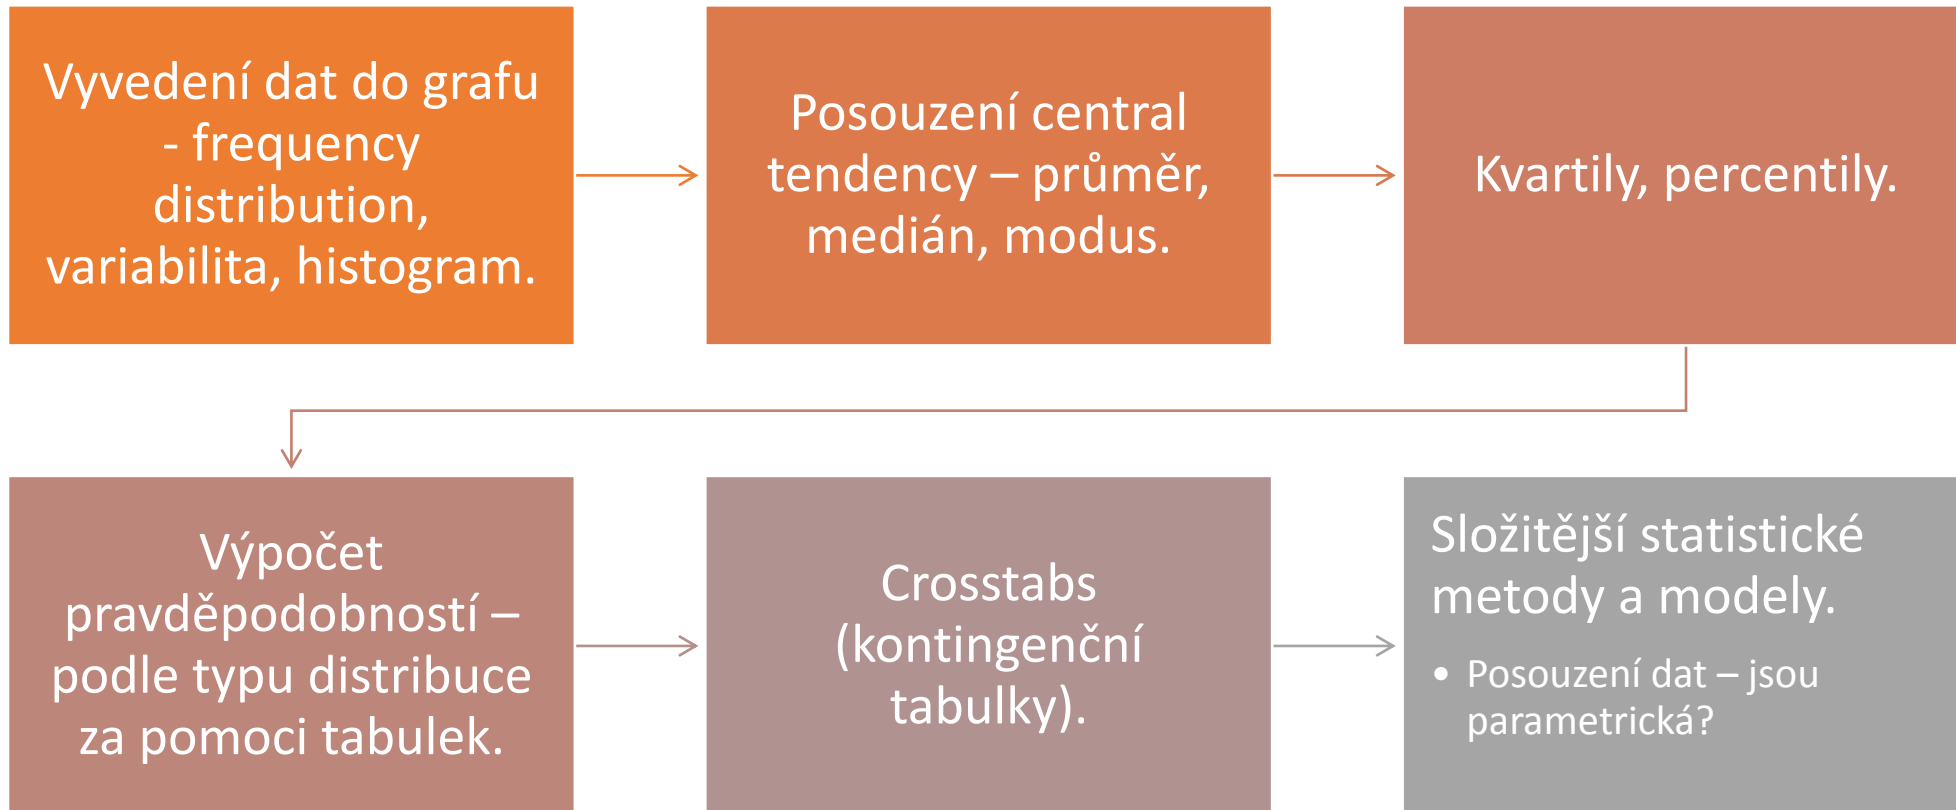 Vyvedení dat do grafu
- frequency
distribution,
variabilita, histogram.
Posouzení central
tendency – průměr,
medián, modus.
Kvartily, percentily.
Výpočet
pravděpodobností –
podle typu distribuce
za pomoci tabulek.
Crosstabs
(kontingenční
tabulky).
Složitější statistické
metody a modely.
• Posouzení dat – jsou
parametrická?